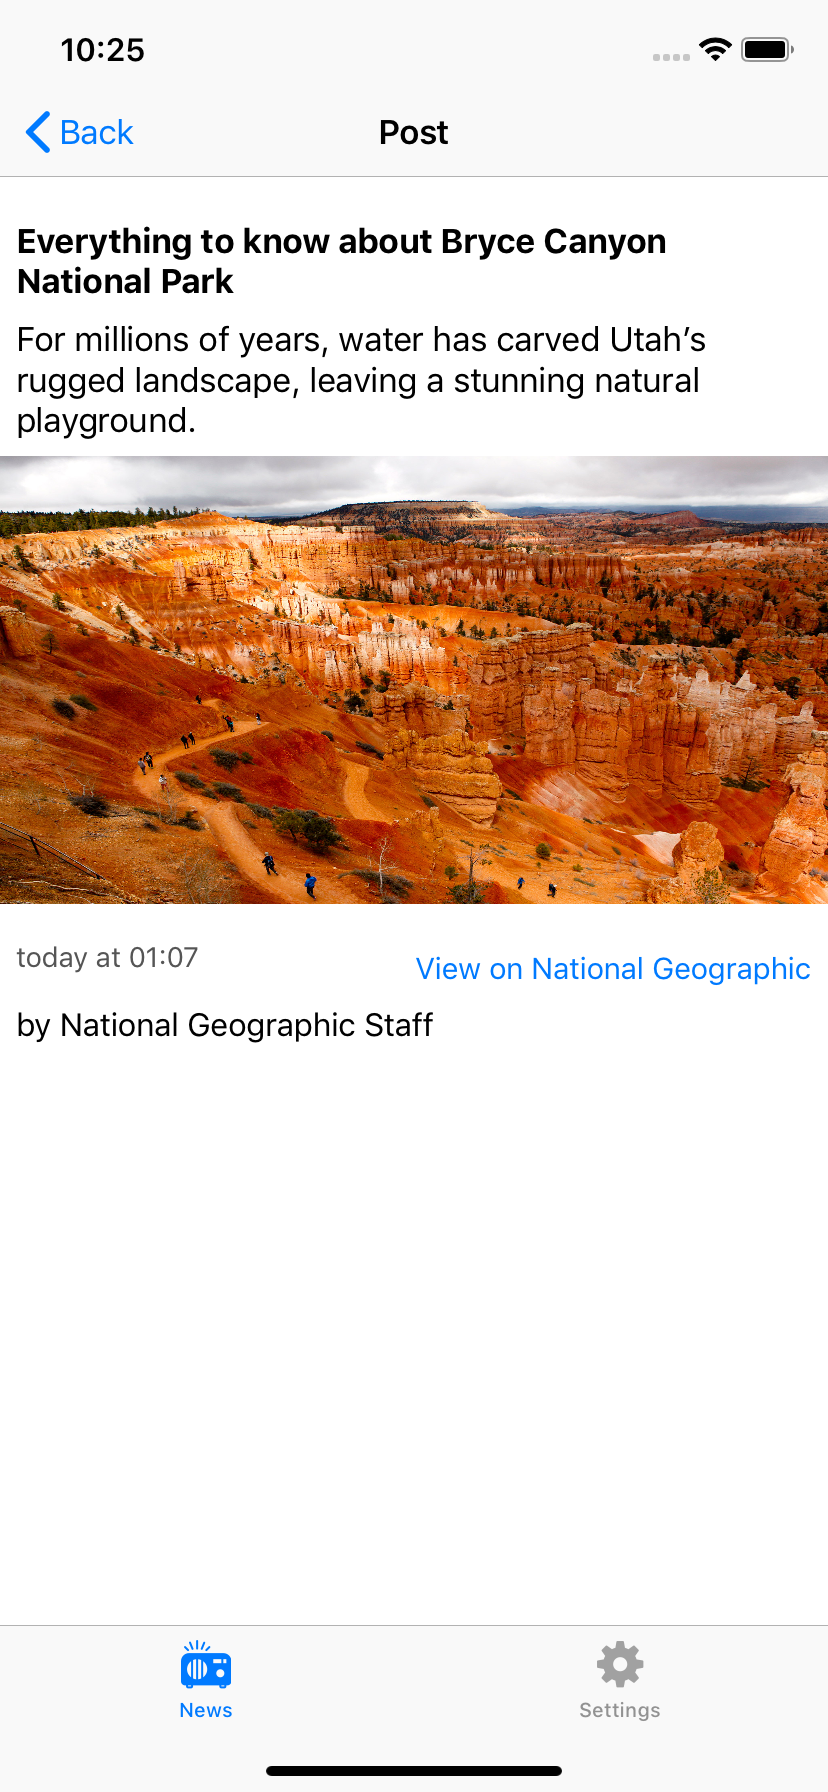 10:25
Back
Post
Everything to know about Bryce Canyon
National Park
For millions of years, water has carved Utah’s
rugged landscape, leaving a stunning natural
playground.
today at 01:07
View on National Geographic
by National Geographic Staff
News
Settings